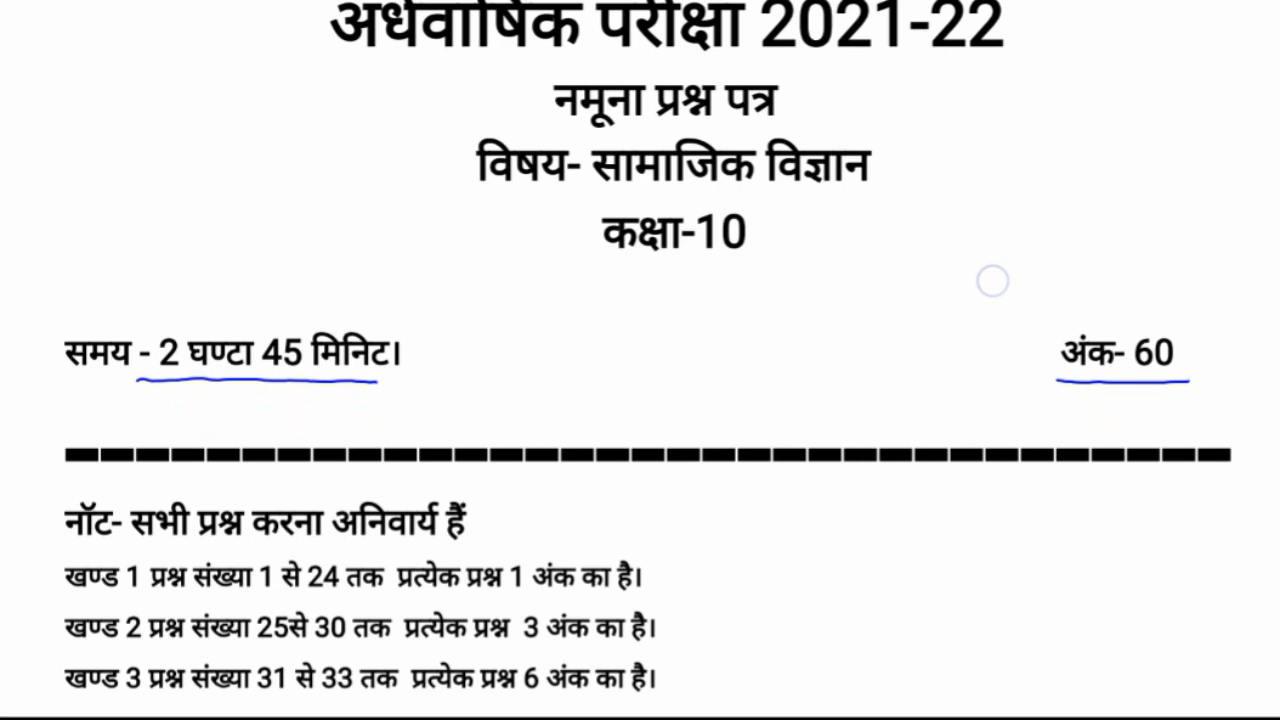 अर्धवार्षिक परीक्षा 2021-22
नमूना प्रश्न पत्र
विषय- सामाजिक विज्ञान
कक्षा-10
समय - 2 घण्टा 45 मिनिट। अंक- 60
नॉट- सभी प्रश्न करना अनिवार्य हैं
खण्ड 1 प्रश्न संख्या 1 से 24 तक प्रत्येक प्रश्न 1 अंक का है।
खण्ड 2 प्रश्न संख्या 25से 30 तक प्रत्येक प्रश्न 3 अंक का है।
खण्ड 3 प्रश्न संख्या 31 से 33 तक प्रत्येक प्रश्न 6 अंक का है।